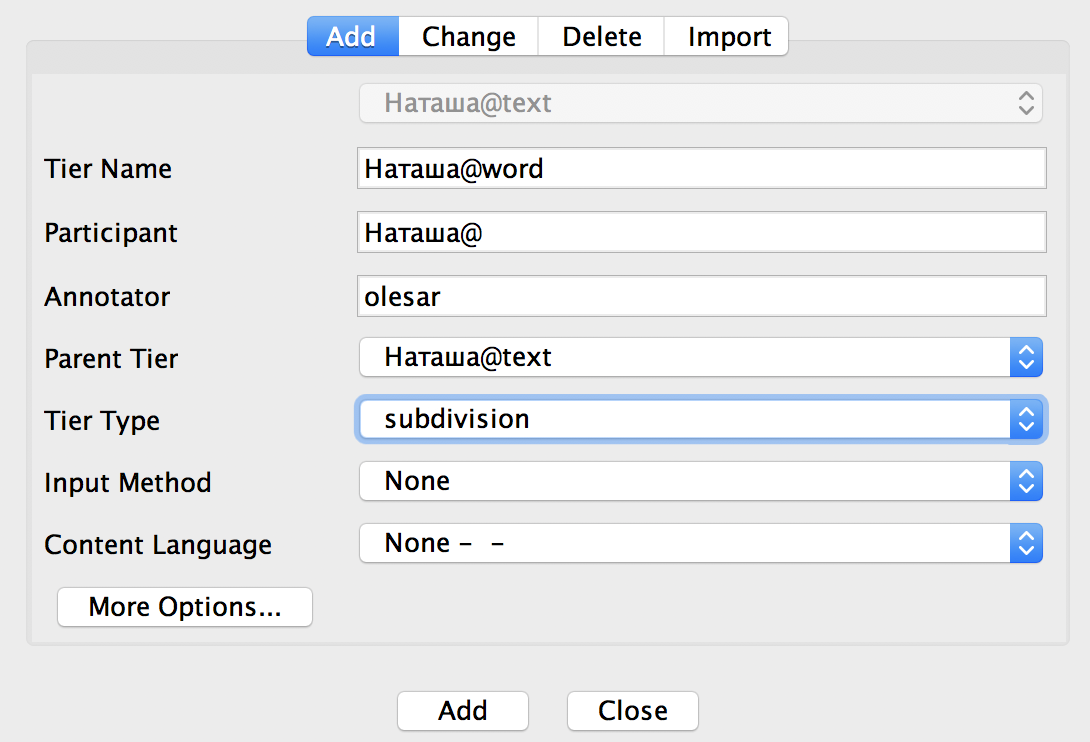 Add Change Delete Import
Наташа@text
Tier Name Наташа@word
Participant Наташа@
Annotator olesar
Parent Tier Наташа@text
Tier Type subdivision
Input Method None
Content Language None – –
More Options...
Add Close